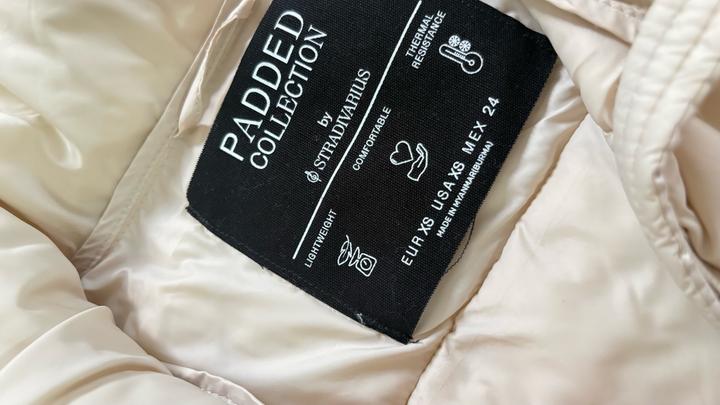 PADDED
COLLECTION
by
STRADIVARIUS
LIGHTWEIGHT
COMFORTABLE
THERMAL
RESISTANCE
EUR XS USA XS MEX 24
MADE IN MYANMAR(BURMA)